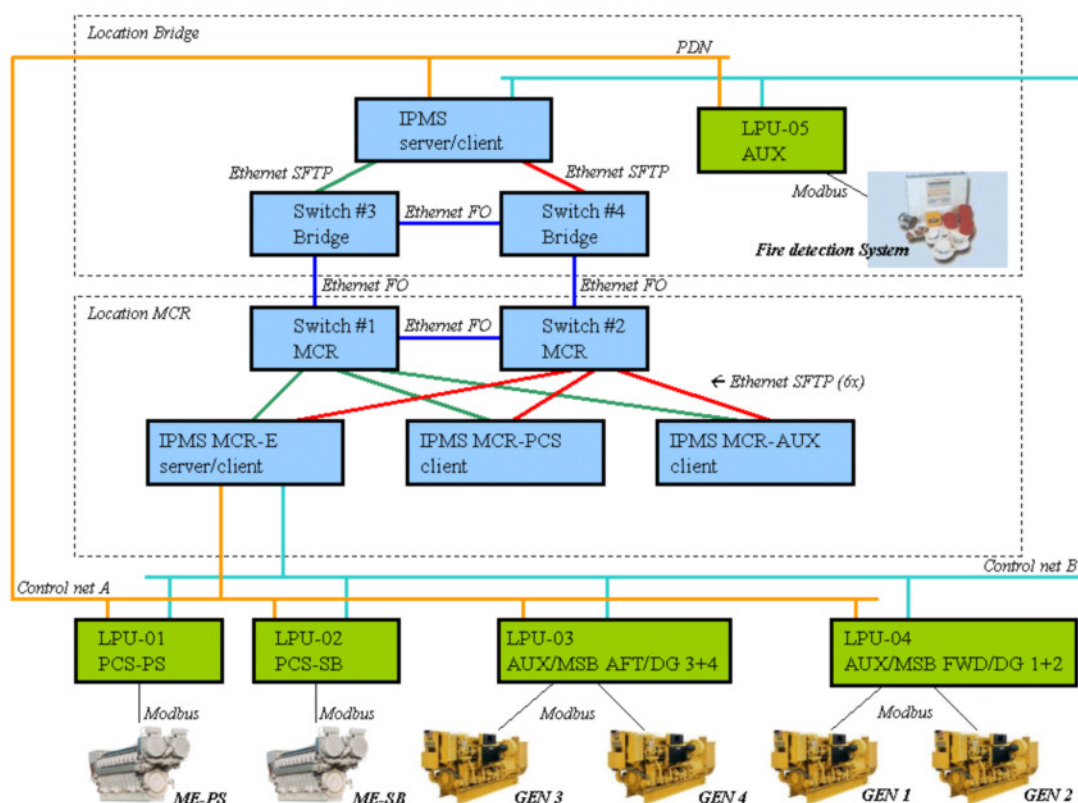 Location Bridge
PDN
IPMS
server/client
LPU-05
AUX
Ethernet SFTP
Ethernet SFTP
Modbus
Switch #3
Bridge
Ethernet FO
Switch #4
Bridge
Fire detection System
Ethernet FO
Ethernet FO
Location MCR
Switch #1
MCR
Ethernet FO
Switch #2
MCR
← Ethernet SFTP (6x)
IPMS MCR-E
server/client
IPMS MCR-PCS
client
IPMS MCR-AUX
client
Control net A
Control net B
LPU-01
PCS-PS
LPU-02
PCS-SB
LPU-03
AUX/MSB AFT/DG 3+4
LPU-04
AUX/MSB FWD/DG 1+2
Modbus
Modbus
Modbus
Modbus
ME-PS
ME-SB
GEN 3
GEN 4
GEN 1
GEN 2